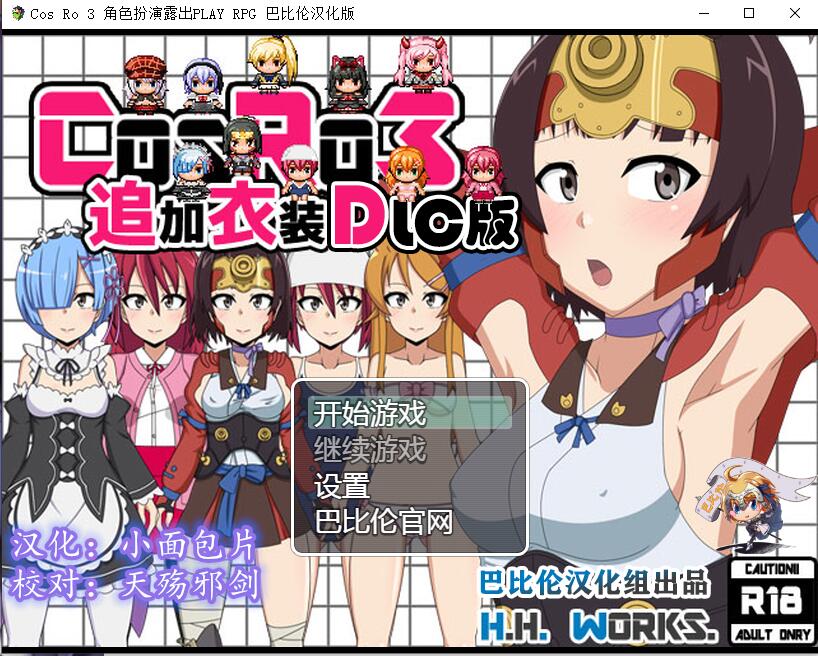 Cos Ro 3 角色扮演露出PLAY RPG 巴比伦汉化版
CosRo3
追加衣装DLC版
开始游戏
继续游戏
设置
巴比伦官网
汉化：小面包片
校对：天殇邪剑
巴比伦汉化组出品
H.H. WORKS.
CAUTION!!
R18
ADULT ONRY